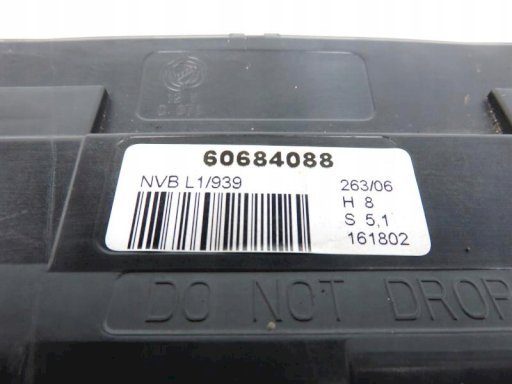 60684088
NVB L1/939
263/06
H 8
S 5,1
161802
DO NOT DROP